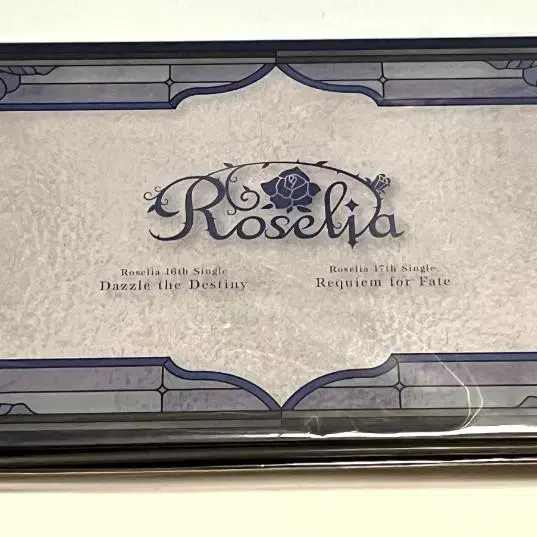 Roselia
Roselia 16th Single
Dazzle the Destiny
Roselia 17th Single
Requiem for Fate